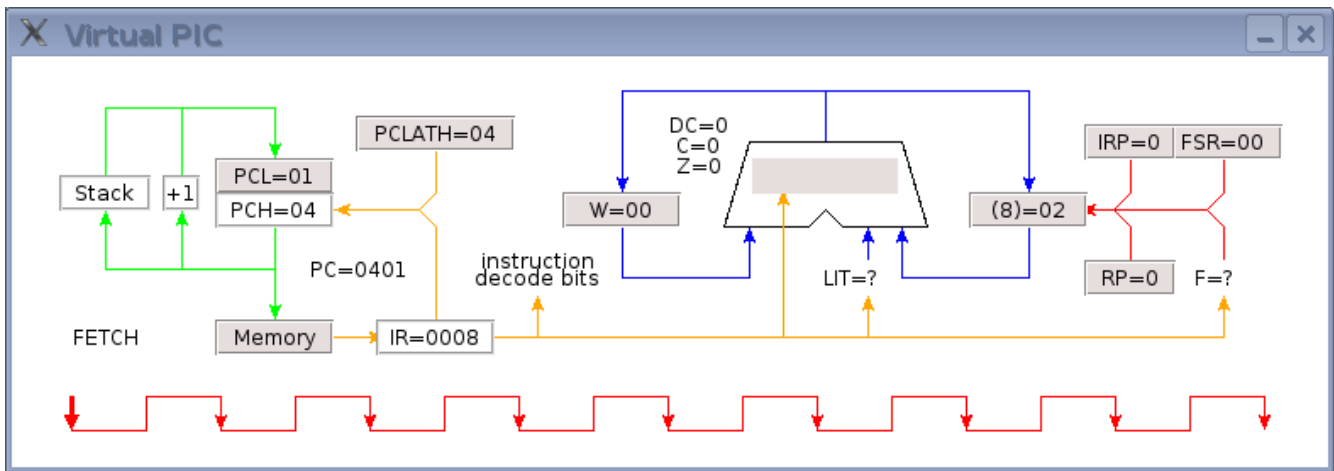 Virtual PIC
PCLATH=04
DC=0
C=0
Z=0
IRP=0
FSR=00
PCL=01
Stack
+1
PCH=04
W=00
(8)=02
PC=0401
instruction
decode bits
LIT=?
RP=0
F=?
FETCH
Memory
IR=0008